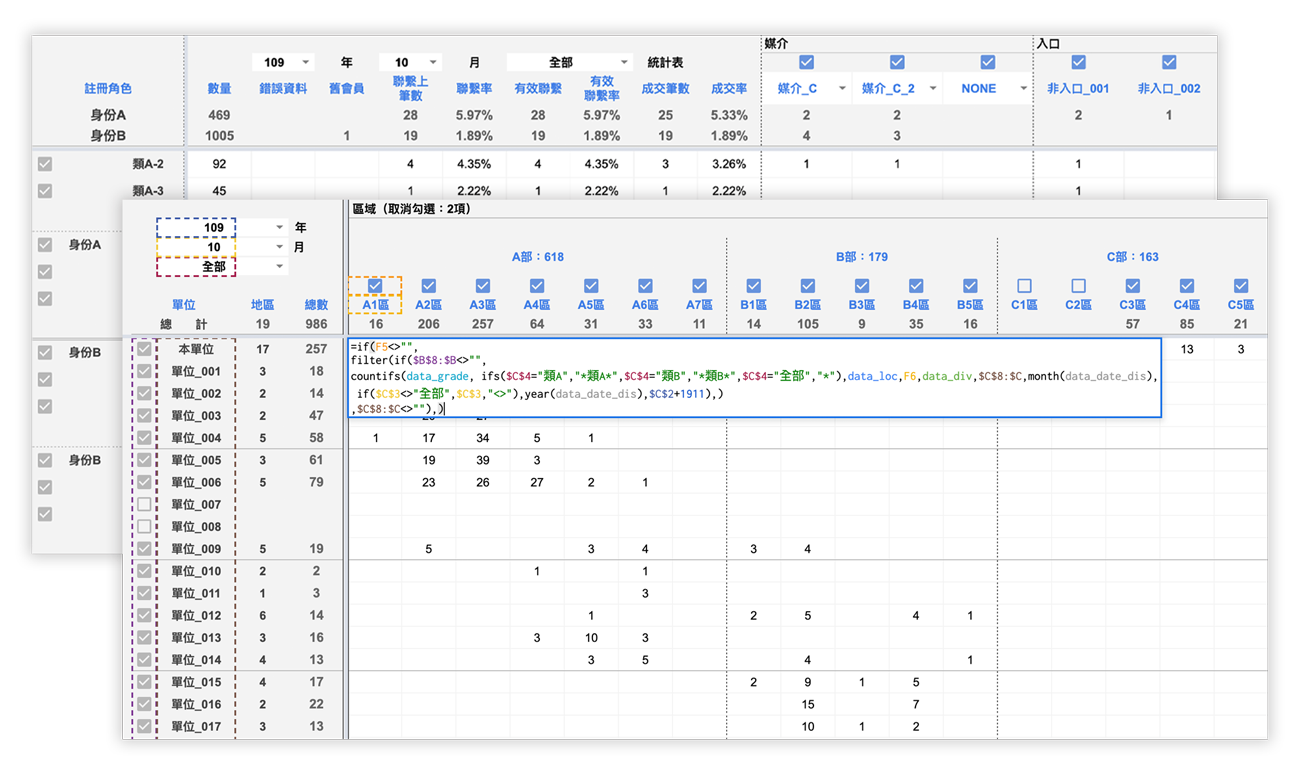 媒介 入口
109 年 10 月 全部 統計表
註冊角色 數量 錯誤資料 舊會員 聯繫上筆數 聯繫率 有效聯繫 有效聯繫率 成交筆數 成交率 媒介_C 媒介_C_2 NONE 非入口_001 非入口_002
身份A 469 28 5.97% 28 5.97% 25 5.33% 2 2 2 1
身份B 1005 1 19 1.89% 19 1.89% 19 1.89% 4 3
類A-2 92 4 4.35% 4 4.35% 3 3.26% 1 1 1
類A-3 45 1 2.22% 1 2.22% 1 2.22% 1
身份A
身份B
身份B
區域（取消勾選：2項）
109 年
10 月
全部
A部：618 B部：179 C部：163
單位 地區 總數 A1區 A2區 A3區 A4區 A5區 A6區 A7區 B1區 B2區 B3區 B4區 B5區 C1區 C2區 C3區 C4區 C5區
總 計 19 986 16 206 257 64 31 33 11 14 105 9 35 16 57 85 21
本單位 17 257 13 3
=if(F5<>"",
filter(if($B$8:$B<>"",
countifs(data_grade, ifs($C$4="類A","*類A*",$C$4="類B","*類B*",$C$4="全部","*"),data_loc,F6,data_div,$C$8:$C,month(data_date_dis),
if($C$3<>"全部",$C$3,"<>"),year(data_date_dis),$C$2+1911),)
,$C$8:$C<>""),)
單位_001 3 18
單位_002 2 14
單位_003 2 47
單位_004 5 58 1 17 34 5 1
單位_005 3 61 19 39 3
單位_006 5 79 23 26 27 2 1
單位_007
單位_008
單位_009 5 19 5 3 4 3 4
單位_010 2 2 1 1
單位_011 1 3 3
單位_012 6 14 1 2 5 4 1
單位_013 3 16 3 10 3
單位_014 4 13 3 5 4 1
單位_015 4 17 2 9 1 5
單位_016 2 22 15 7
單位_017 3 13 10 1 2